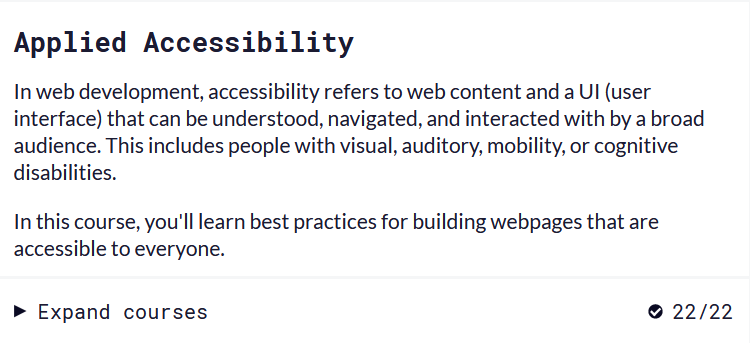 Applied Accessibility
In web development, accessibility refers to web content and a UI (user
interface) that can be understood, navigated, and interacted with by a broad
audience. This includes people with visual, auditory, mobility, or cognitive
disabilities.
In this course, you'll learn best practices for building webpages that are
accessible to everyone.
Expand courses 22/22